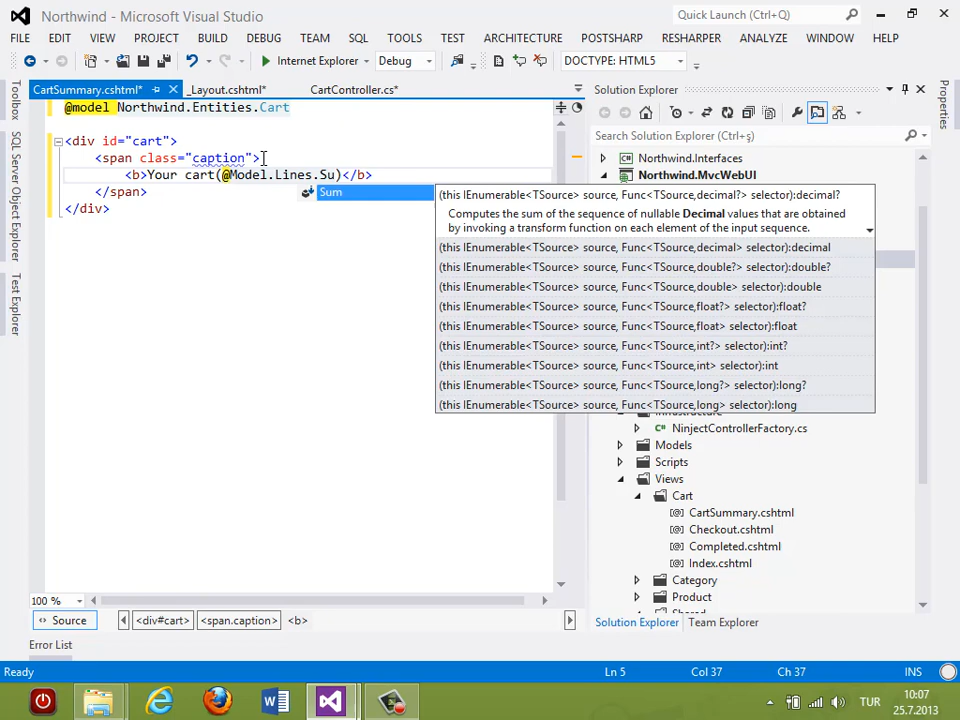 Northwind - Microsoft Visual Studio
Quick Launch (Ctrl+Q)
FILE EDIT VIEW PROJECT BUILD DEBUG TEAM SQL TOOLS TEST ARCHITECTURE POSTSHARP RESHARPER ANALYZE WINDOW HELP
Internet Explorer Debug DOCTYPE: HTML5
CartSummary.cshtml* _Layout.cshtml* CartController.cs*
Solution Explorer
Toolbox
SQL Server Object Explorer
Test Explorer
Properties
@model Northwind.Entities.Cart
<div id="cart">
<span class="caption">
<b>Your cart(@Model.Lines.Su)</b>
</span>
</div>
Sum
(this IEnumerable<TSource> source, Func<TSource,decimal?> selector):decimal?
Computes the sum of the sequence of nullable Decimal values that are obtained
by invoking a transform function on each element of the input sequence.
(this IEnumerable<TSource> source, Func<TSource,decimal> selector):decimal
(this IEnumerable<TSource> source, Func<TSource,double?> selector):double?
(this IEnumerable<TSource> source, Func<TSource,double> selector):double
(this IEnumerable<TSource> source, Func<TSource,float?> selector):float?
(this IEnumerable<TSource> source, Func<TSource,float> selector):float
(this IEnumerable<TSource> source, Func<TSource,int?> selector):int?
(this IEnumerable<TSource> source, Func<TSource,int> selector):int
(this IEnumerable<TSource> source, Func<TSource,long?> selector):long?
(this IEnumerable<TSource> source, Func<TSource,long> selector):long
Search Solution Explorer (Ctrl+ş)
Northwind.Interfaces
Northwind.MvcWebUI
NinjectControllerFactory.cs
Models
Scripts
Views
Cart
CartSummary.cshtml
Checkout.cshtml
Completed.cshtml
Index.cshtml
Category
Product
100 %
Source <div#cart> <span.caption> <b>
Solution Explorer Team Explorer
Error List
Ready Ln 5 Col 37 Ch 37 INS
TUR
10:07
25.7.2013